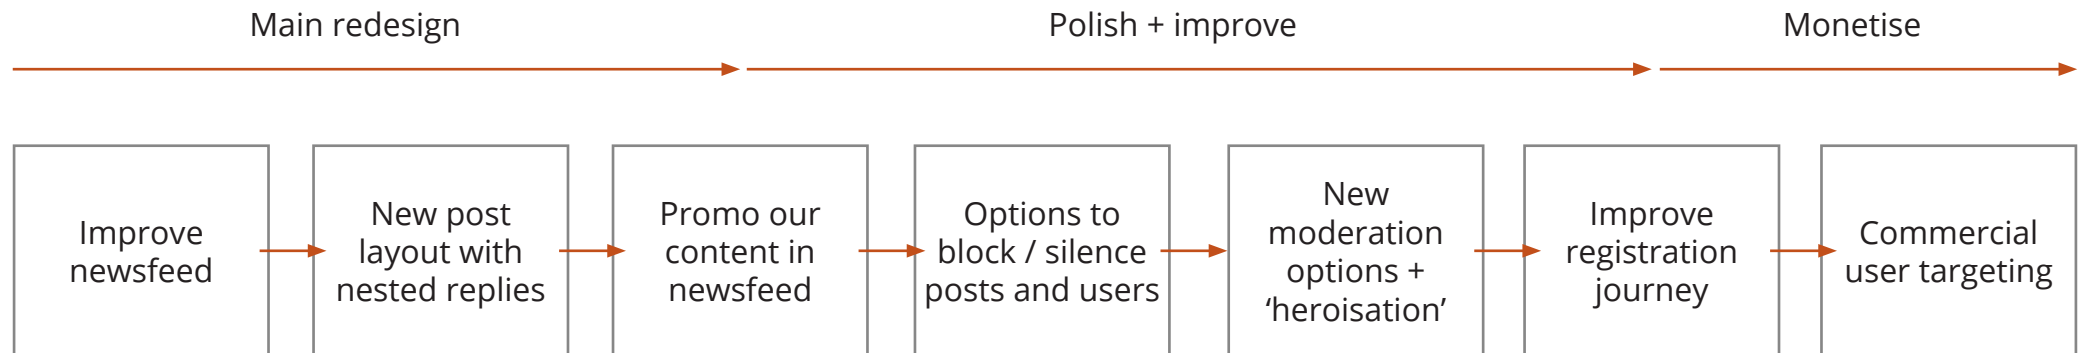 Main redesign
Polish + improve
Monetise
Improve
newsfeed
New post
layout with
nested replies
Promo our
content in
newsfeed
Options to
block / silence
posts and users
New
moderation
options +
‘heroisation’
Improve
registration
journey
Commercial
user targeting